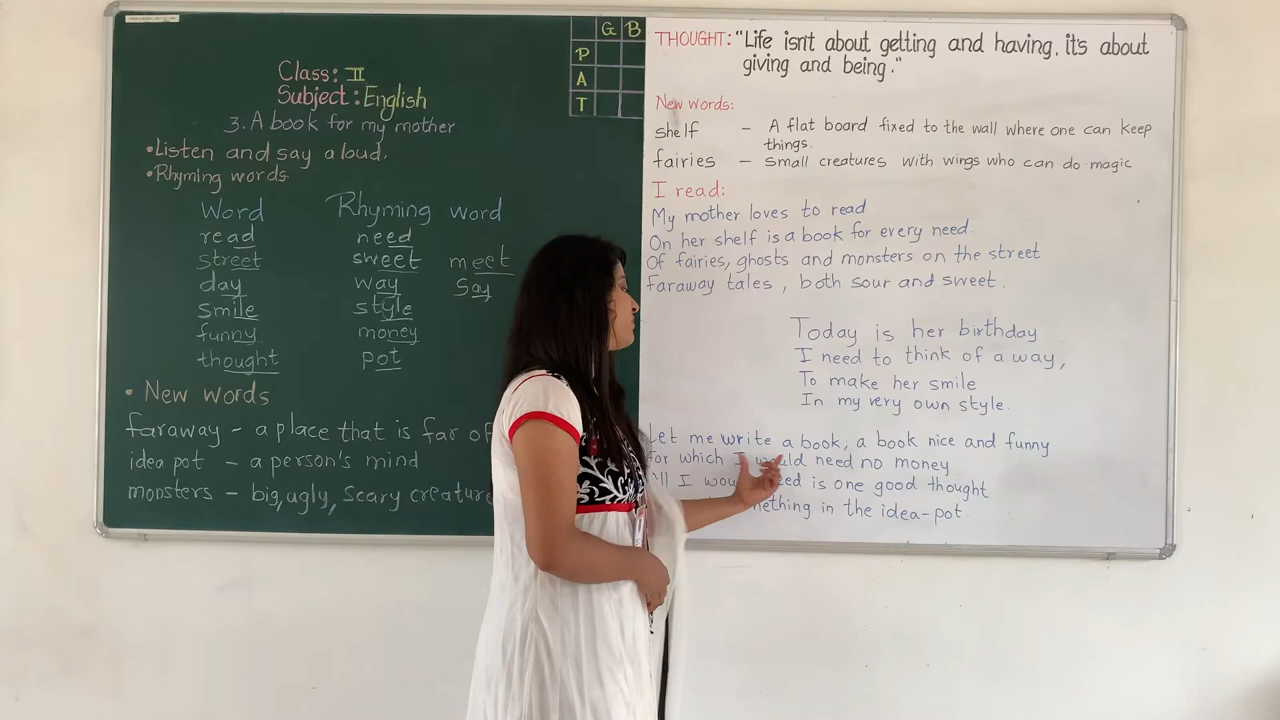 G B
P
A
T
Class: II
Subject: English
3. A book for my mother
•Listen and say aloud.
•Rhyming words.
Word Rhyming word
read need
street sweet meet
day way say
smile style
funny money
thought pot
• New words
faraway - a place that is far of
idea pot - a person's mind
monsters - big, ugly, scary creature
THOUGHT: "Life isn't about getting and having, it's about
giving and being."
New words:
shelf - A flat board fixed to the wall where one can keep
things.
fairies - small creatures with wings who can do magic
I read:
My mother loves to read
On her shelf is a book for every need.
Of fairies, ghosts and monsters on the street
faraway tales, both sour and sweet.
Today is her birthday
I need to think of a way,
To make her smile
In my very own style.
Let me write a book; a book nice and funny
for which I would need no money
All I is one good thought
in the idea-pot.